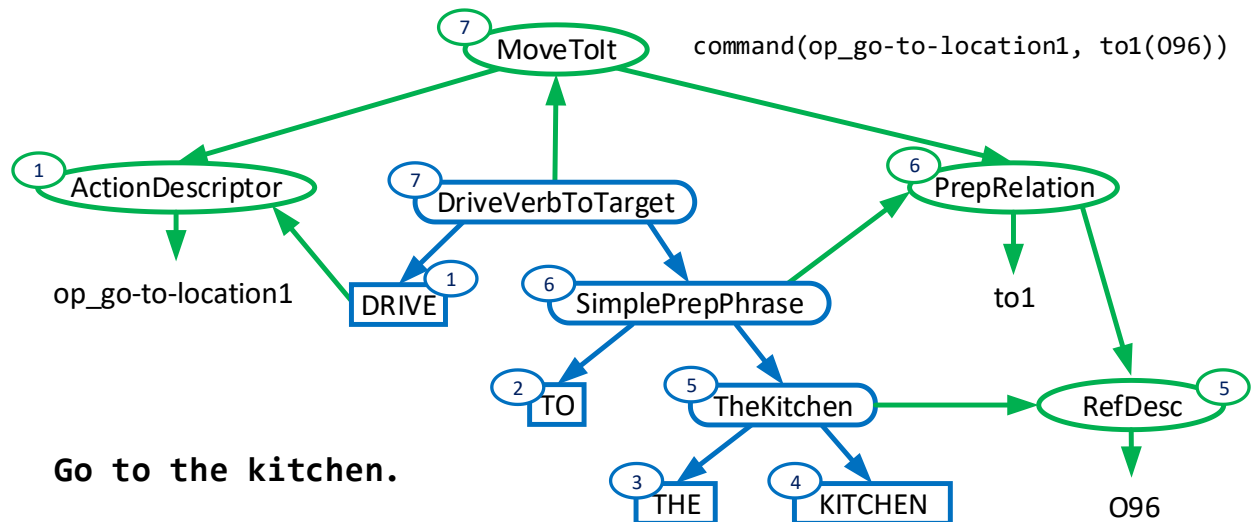 7
MoveToIt
command(op_go-to-location1, to1(O96))
1
ActionDescriptor
7
DriveVerbToTarget
6
PrepRelation
op_go-to-location1
DRIVE
1
6
SimplePrepPhrase
to1
2
TO
5
TheKitchen
RefDesc
5
Go to the kitchen.
3
THE
4
KITCHEN
O96